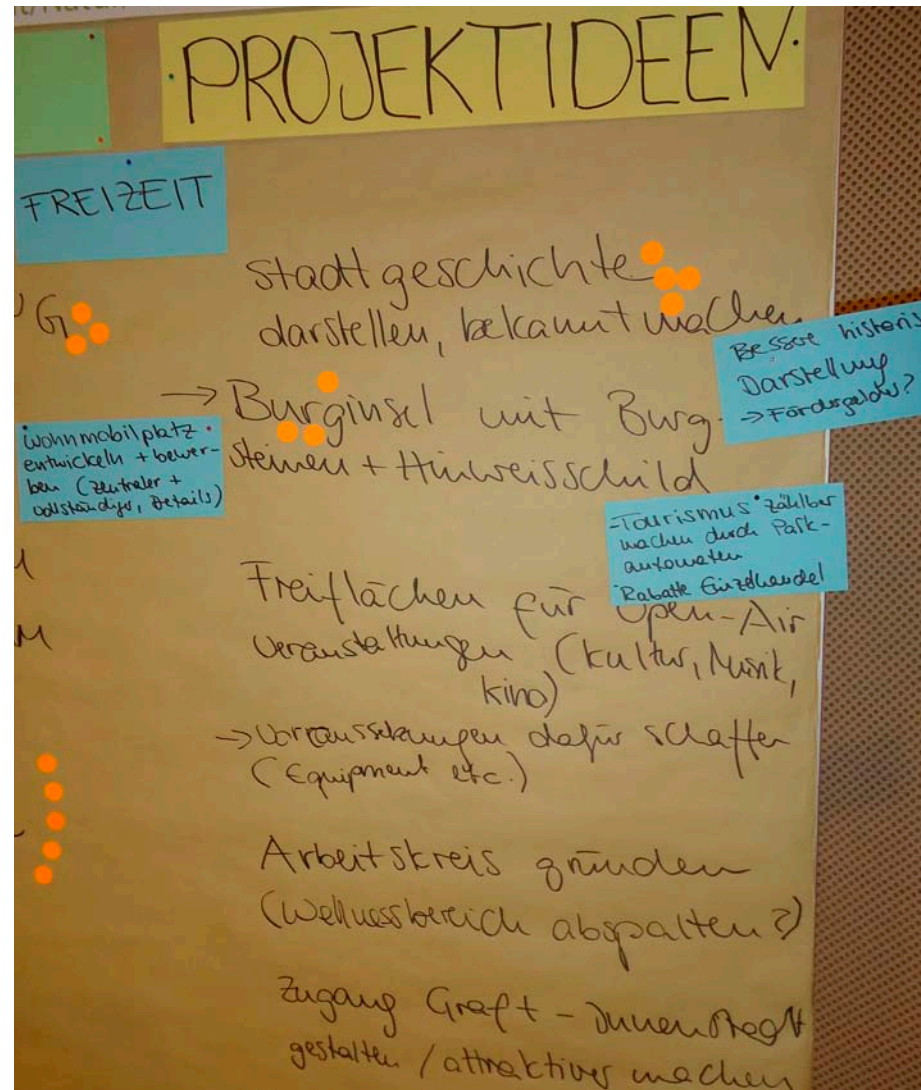 PROJEKTIDEEN
FREIZEIT
G
Stadtgeschichte
darstellen, bekannt machen
Bessere historis
Darstellung
-> Fördergelder?
→ Burginsel mit Burg-
steinen + Hinweisschild
Wohnmobilplatz
entwickeln + bewer-
ben (zentraler +
vollständiger, Details)
-Tourismus zählbar
machen durch Park-
automaten
Rabatte Einzelhandel
Freiflächen für Open-Air
Veranstaltungen (Kultur, Musik,
Kino)
-> Voraussetzungen dafür schaffen
(Equipment etc.)
Arbeitskreis gründen
(Wellnessbereich abspalten?)
Zugang Graft - Innenstadt
gestalten / attraktiver machen